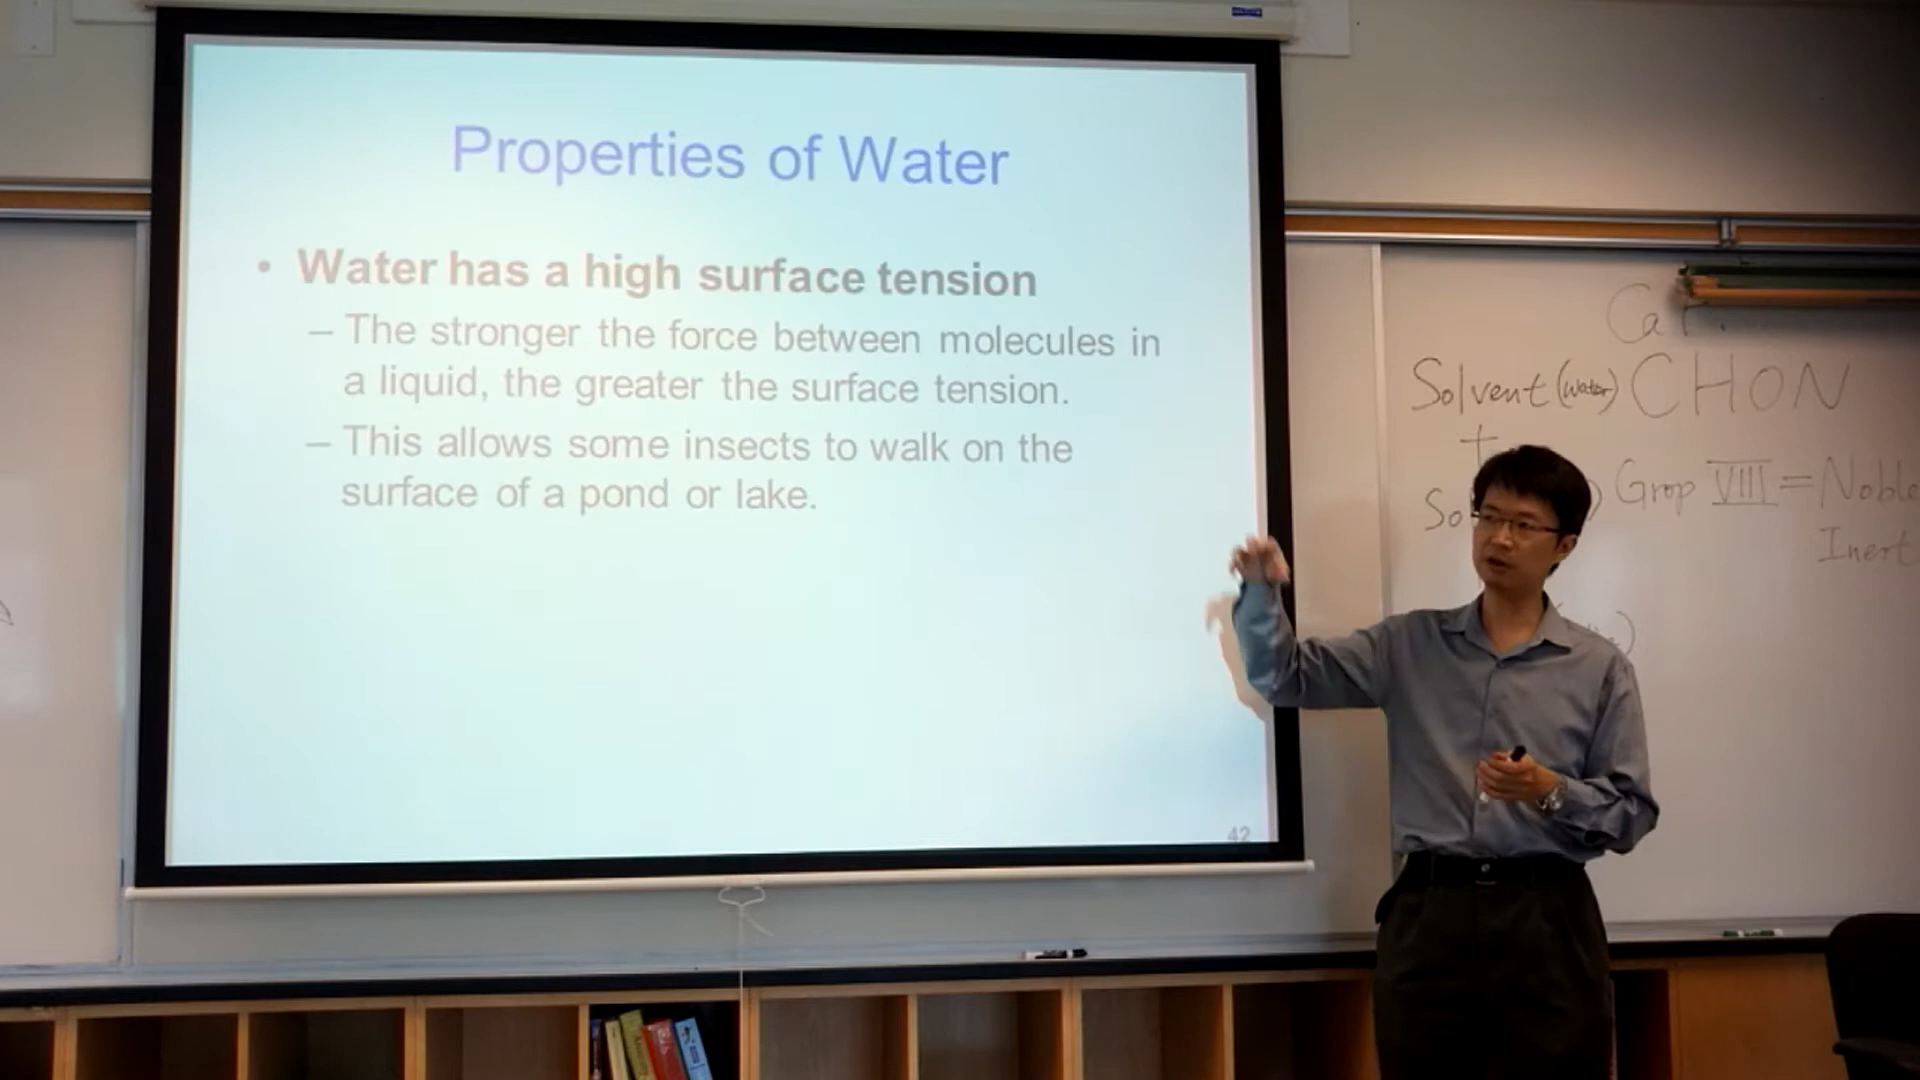 Properties of Water
• Water has a high surface tension
– The stronger the force between molecules in
a liquid, the greater the surface tension.
– This allows some insects to walk on the
surface of a pond or lake.
42
Solvent (water) CHON
Grop VIII = Noble
Inert